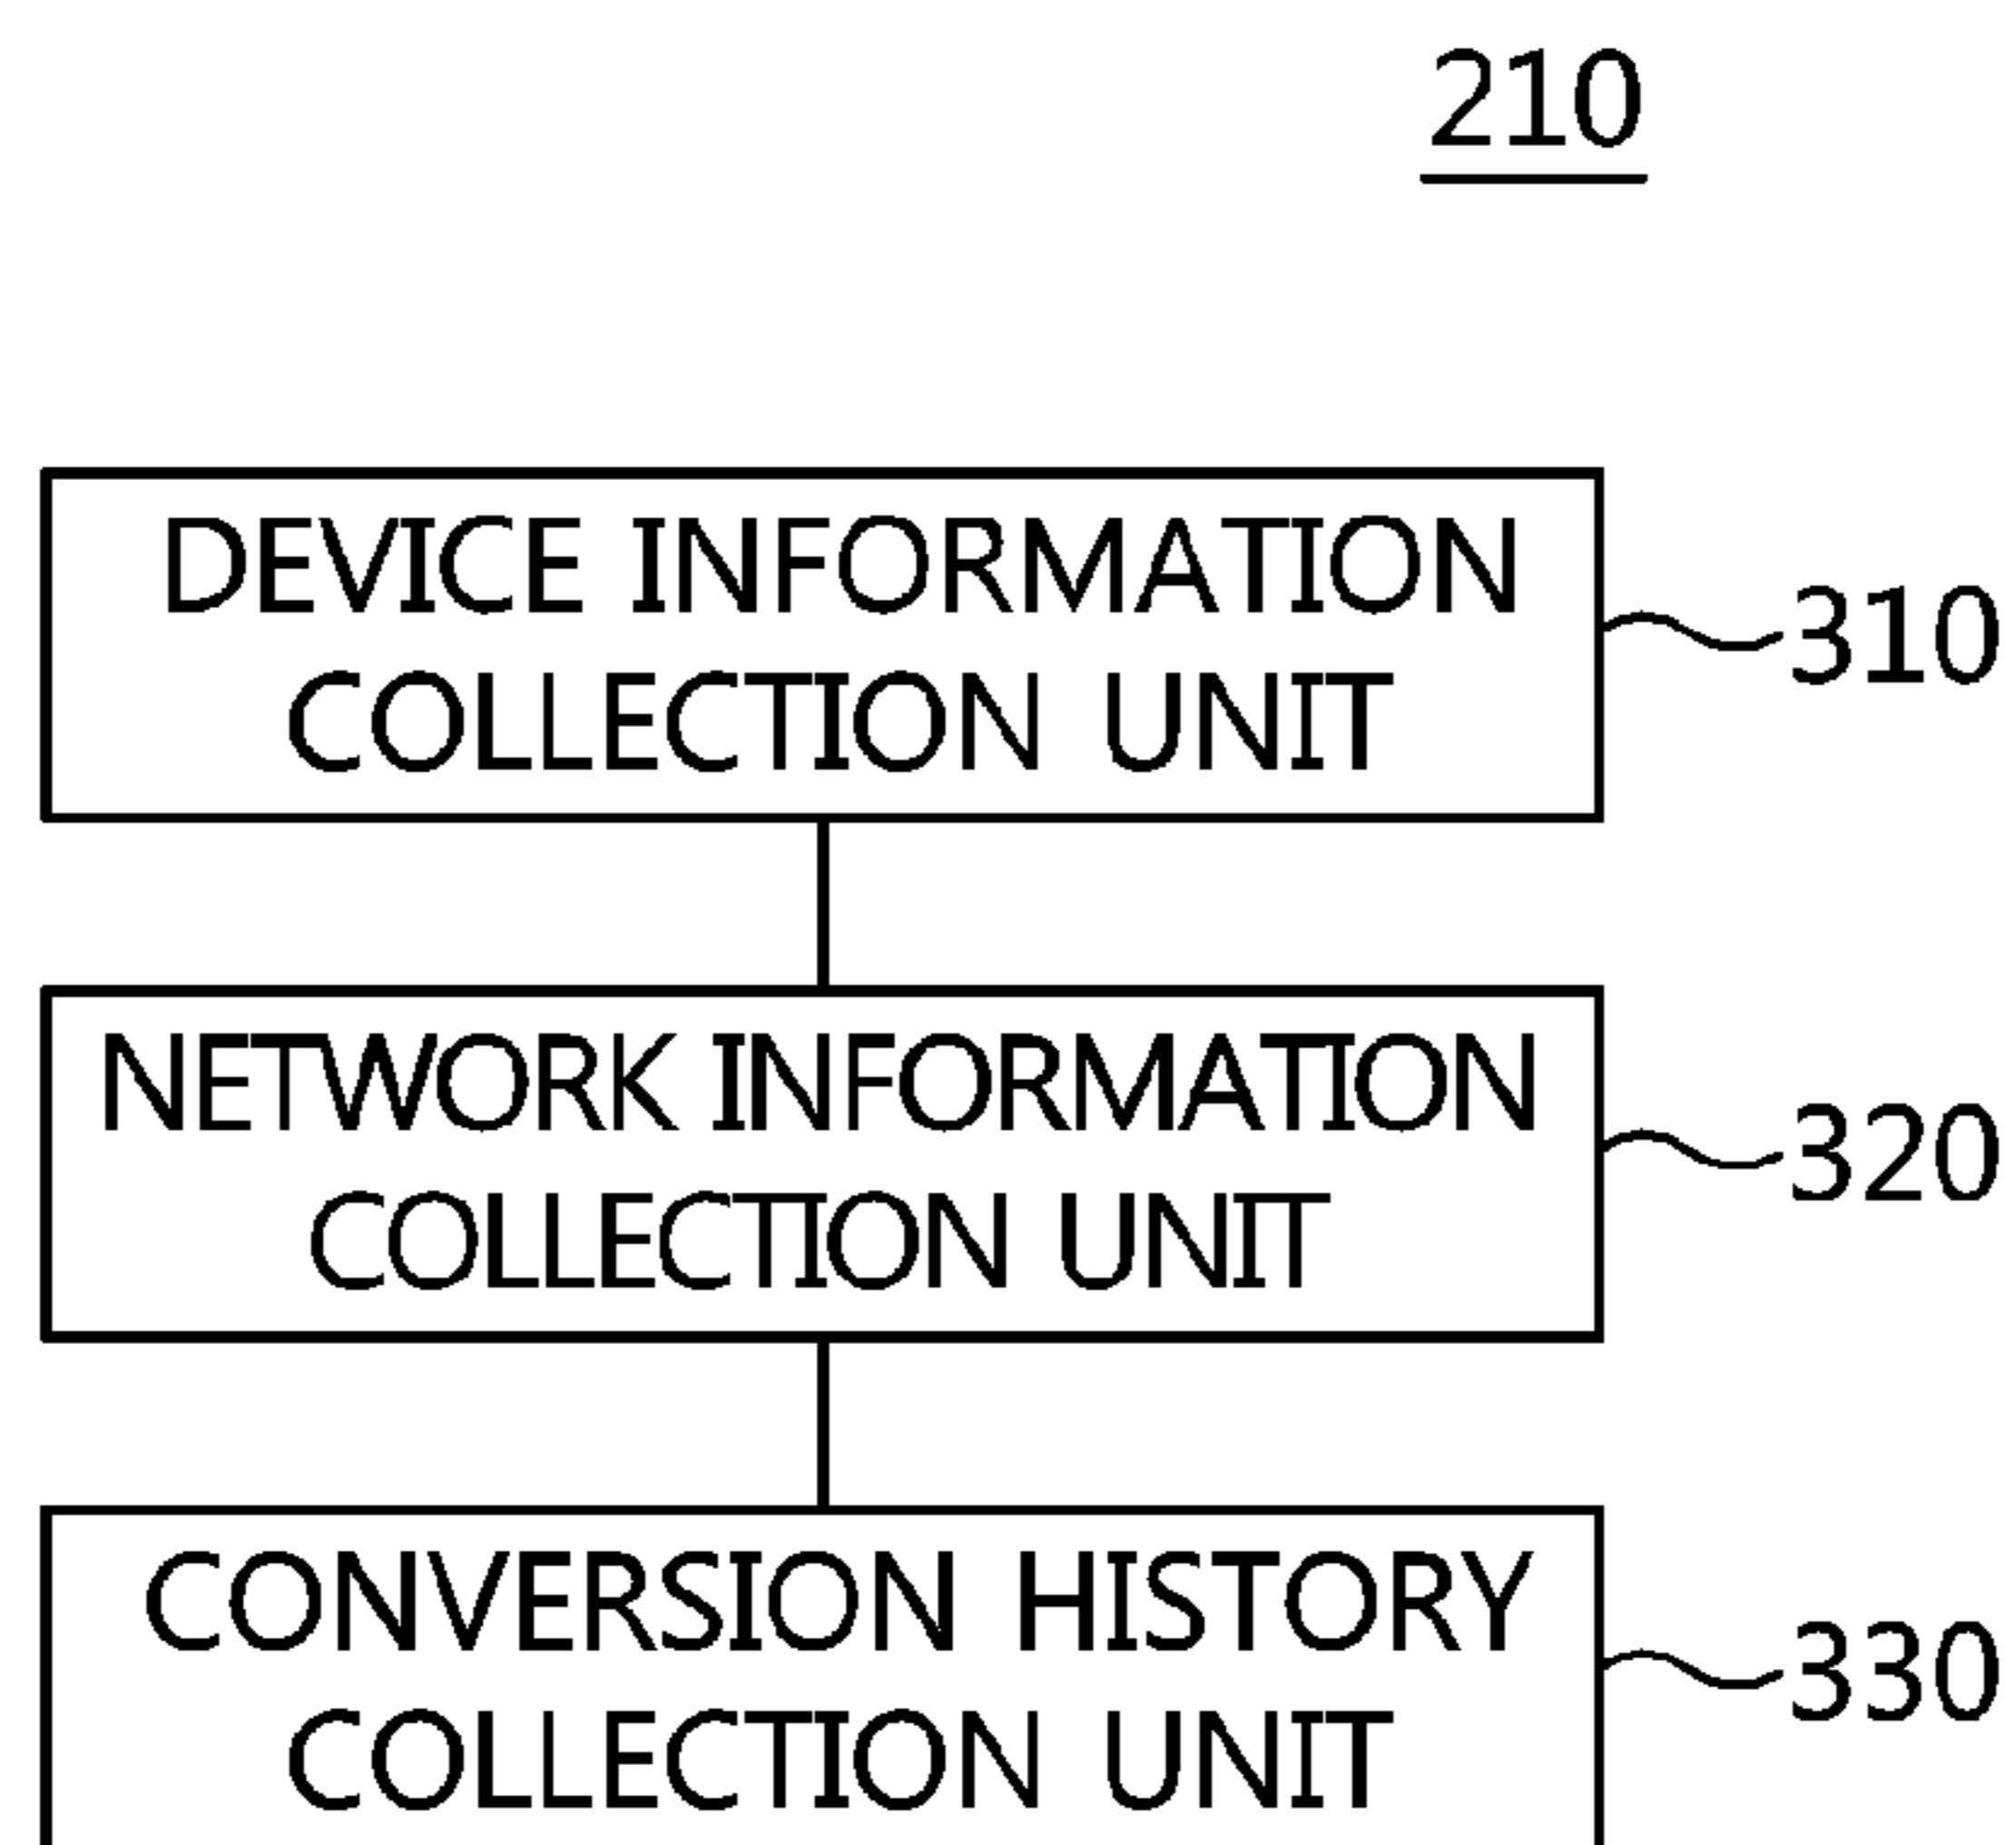 210
DEVICE INFORMATION
COLLECTION UNIT
310
NETWORK INFORMATION
COLLECTION UNIT
320
CONVERSION HISTORY
COLLECTION UNIT
330